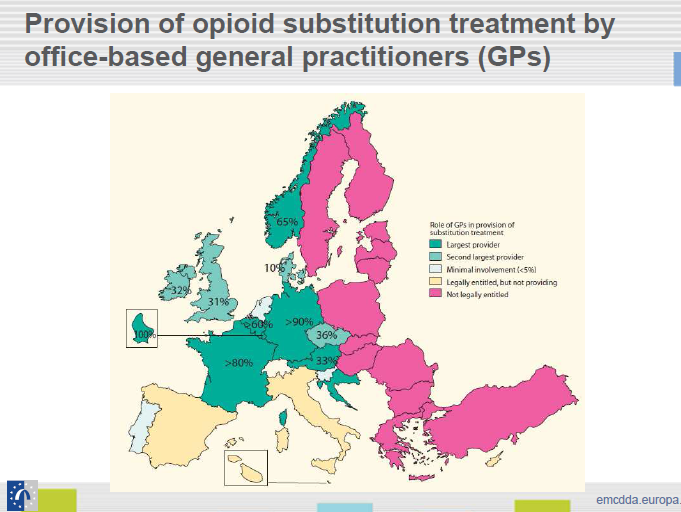 Provision of opioid substitution treatment by
office-based general practitioners (GPs)
65%
Role of GPs in provision of
substitution treatment
Largest provider
Second largest provider
Minimal involvement (<5%)
Legally entitled, but not providing
Not legally entitled
10%
32%
31%
>60%
>90%
100%
36%
>80%
33%
emcdda.europa.